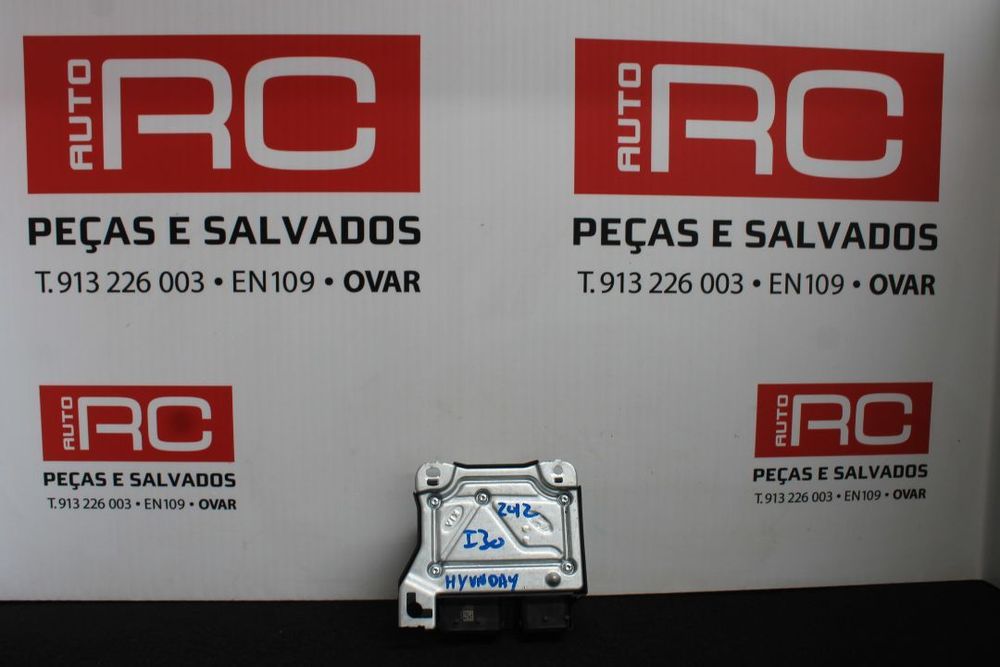 AUTO RC
PEÇAS E SALVADOS
T. 913 226 003 • EN109 • OVAR
AUTO RC
PEÇAS E SALVADOS
T. 913 226 003 • EN109 • OVAR
AUTO RC
PEÇAS E SALVADOS
T. 913 226 003 • EN109 • OVAR
AUTO RC
PEÇAS E SALVADOS
T. 913 226 003 • EN109 • OVAR
KIA
2012
I30
HYUNDAY